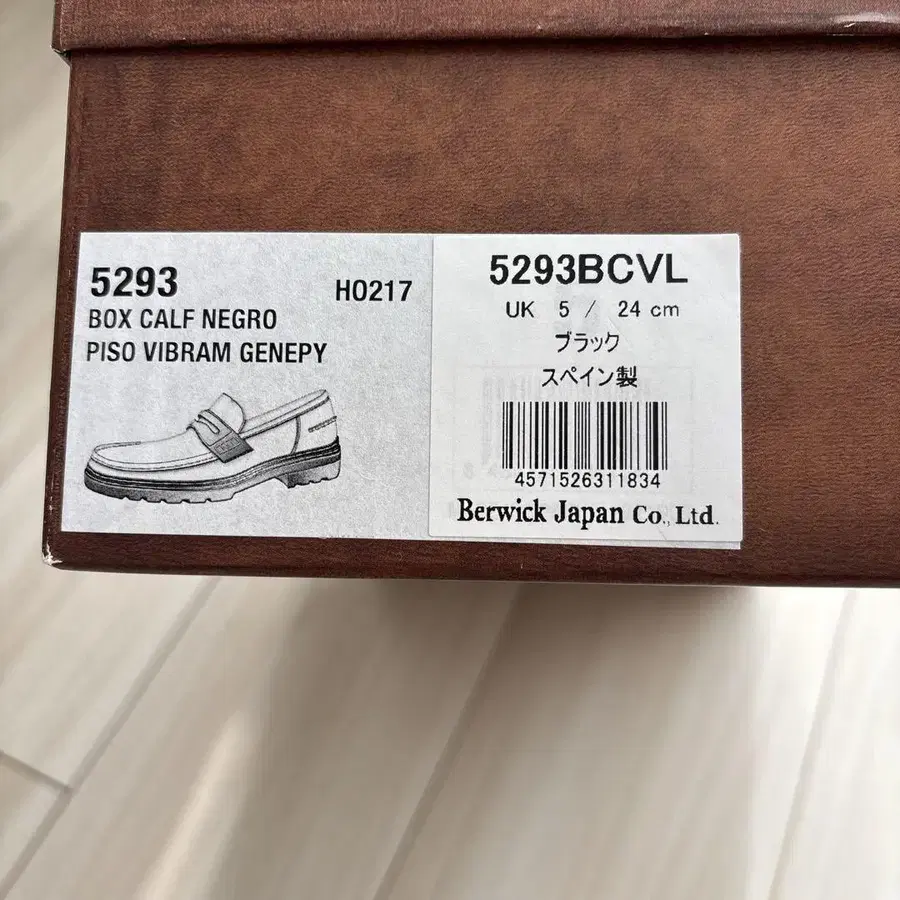 5293
HO217
BOX CALF NEGRO
PISO VIBRAM GENEPY
5293BCVL
UK 5 / 24 cm
ブラック
スペイン製
4571526311834
Berwick Japan Co., Ltd.